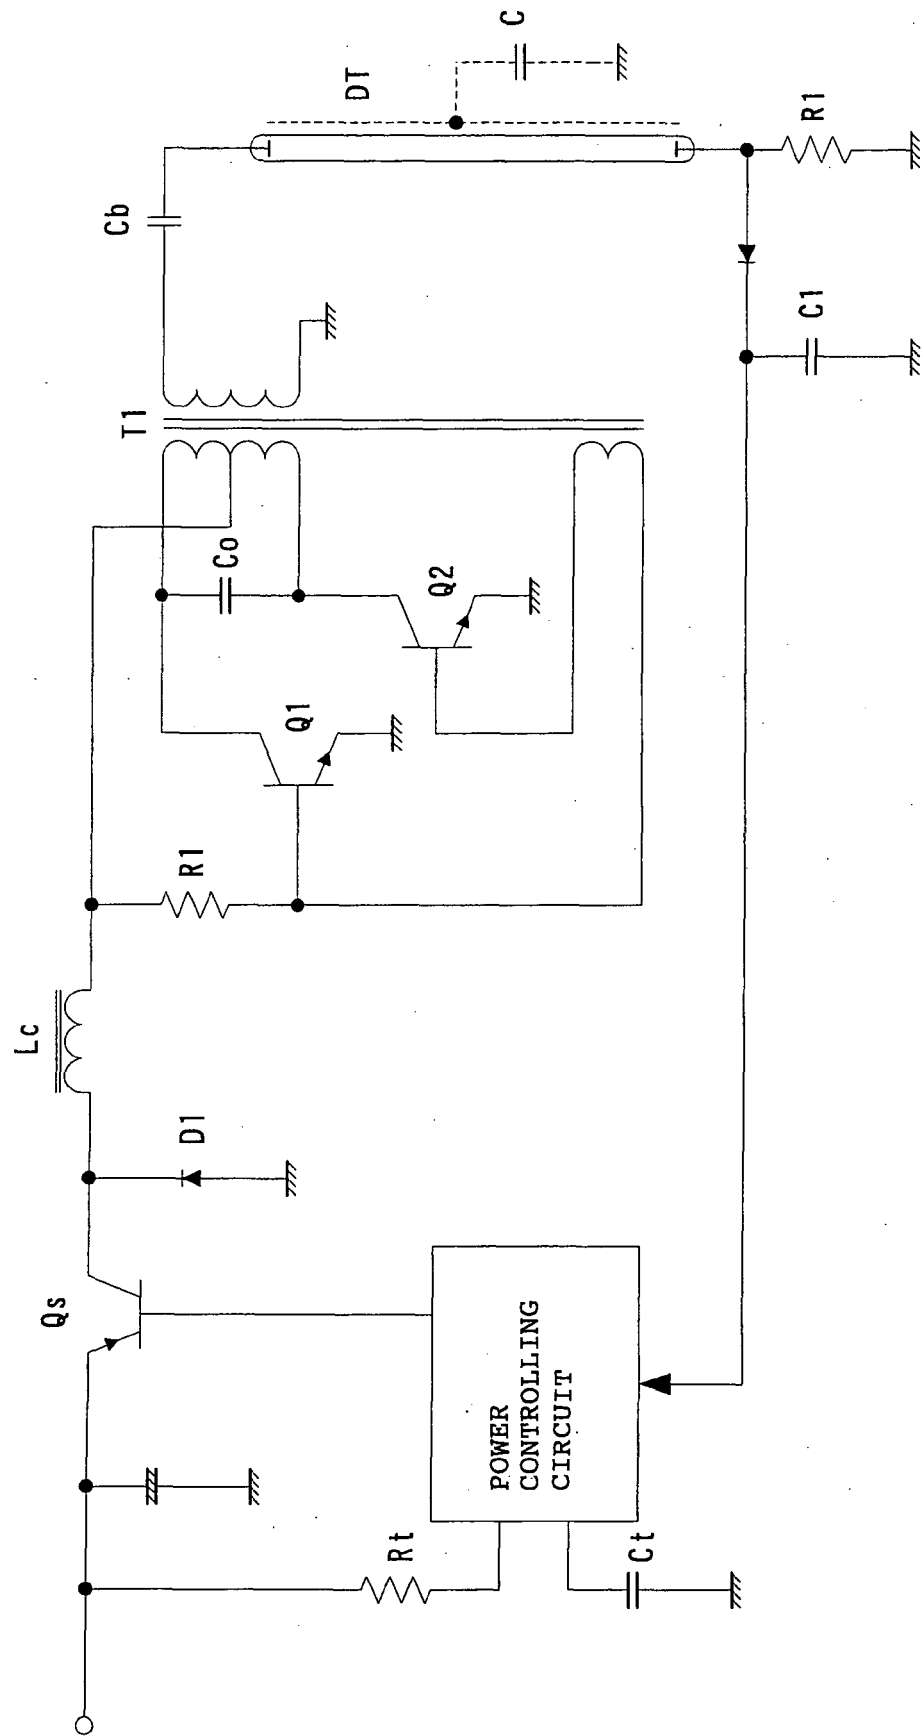 Qs
Lc
D1
R1
Q1
Q2
Co
T1
Cb
DT
C
R1
C1
POWER
CONTROLLING
CIRCUIT
Rt
Ct